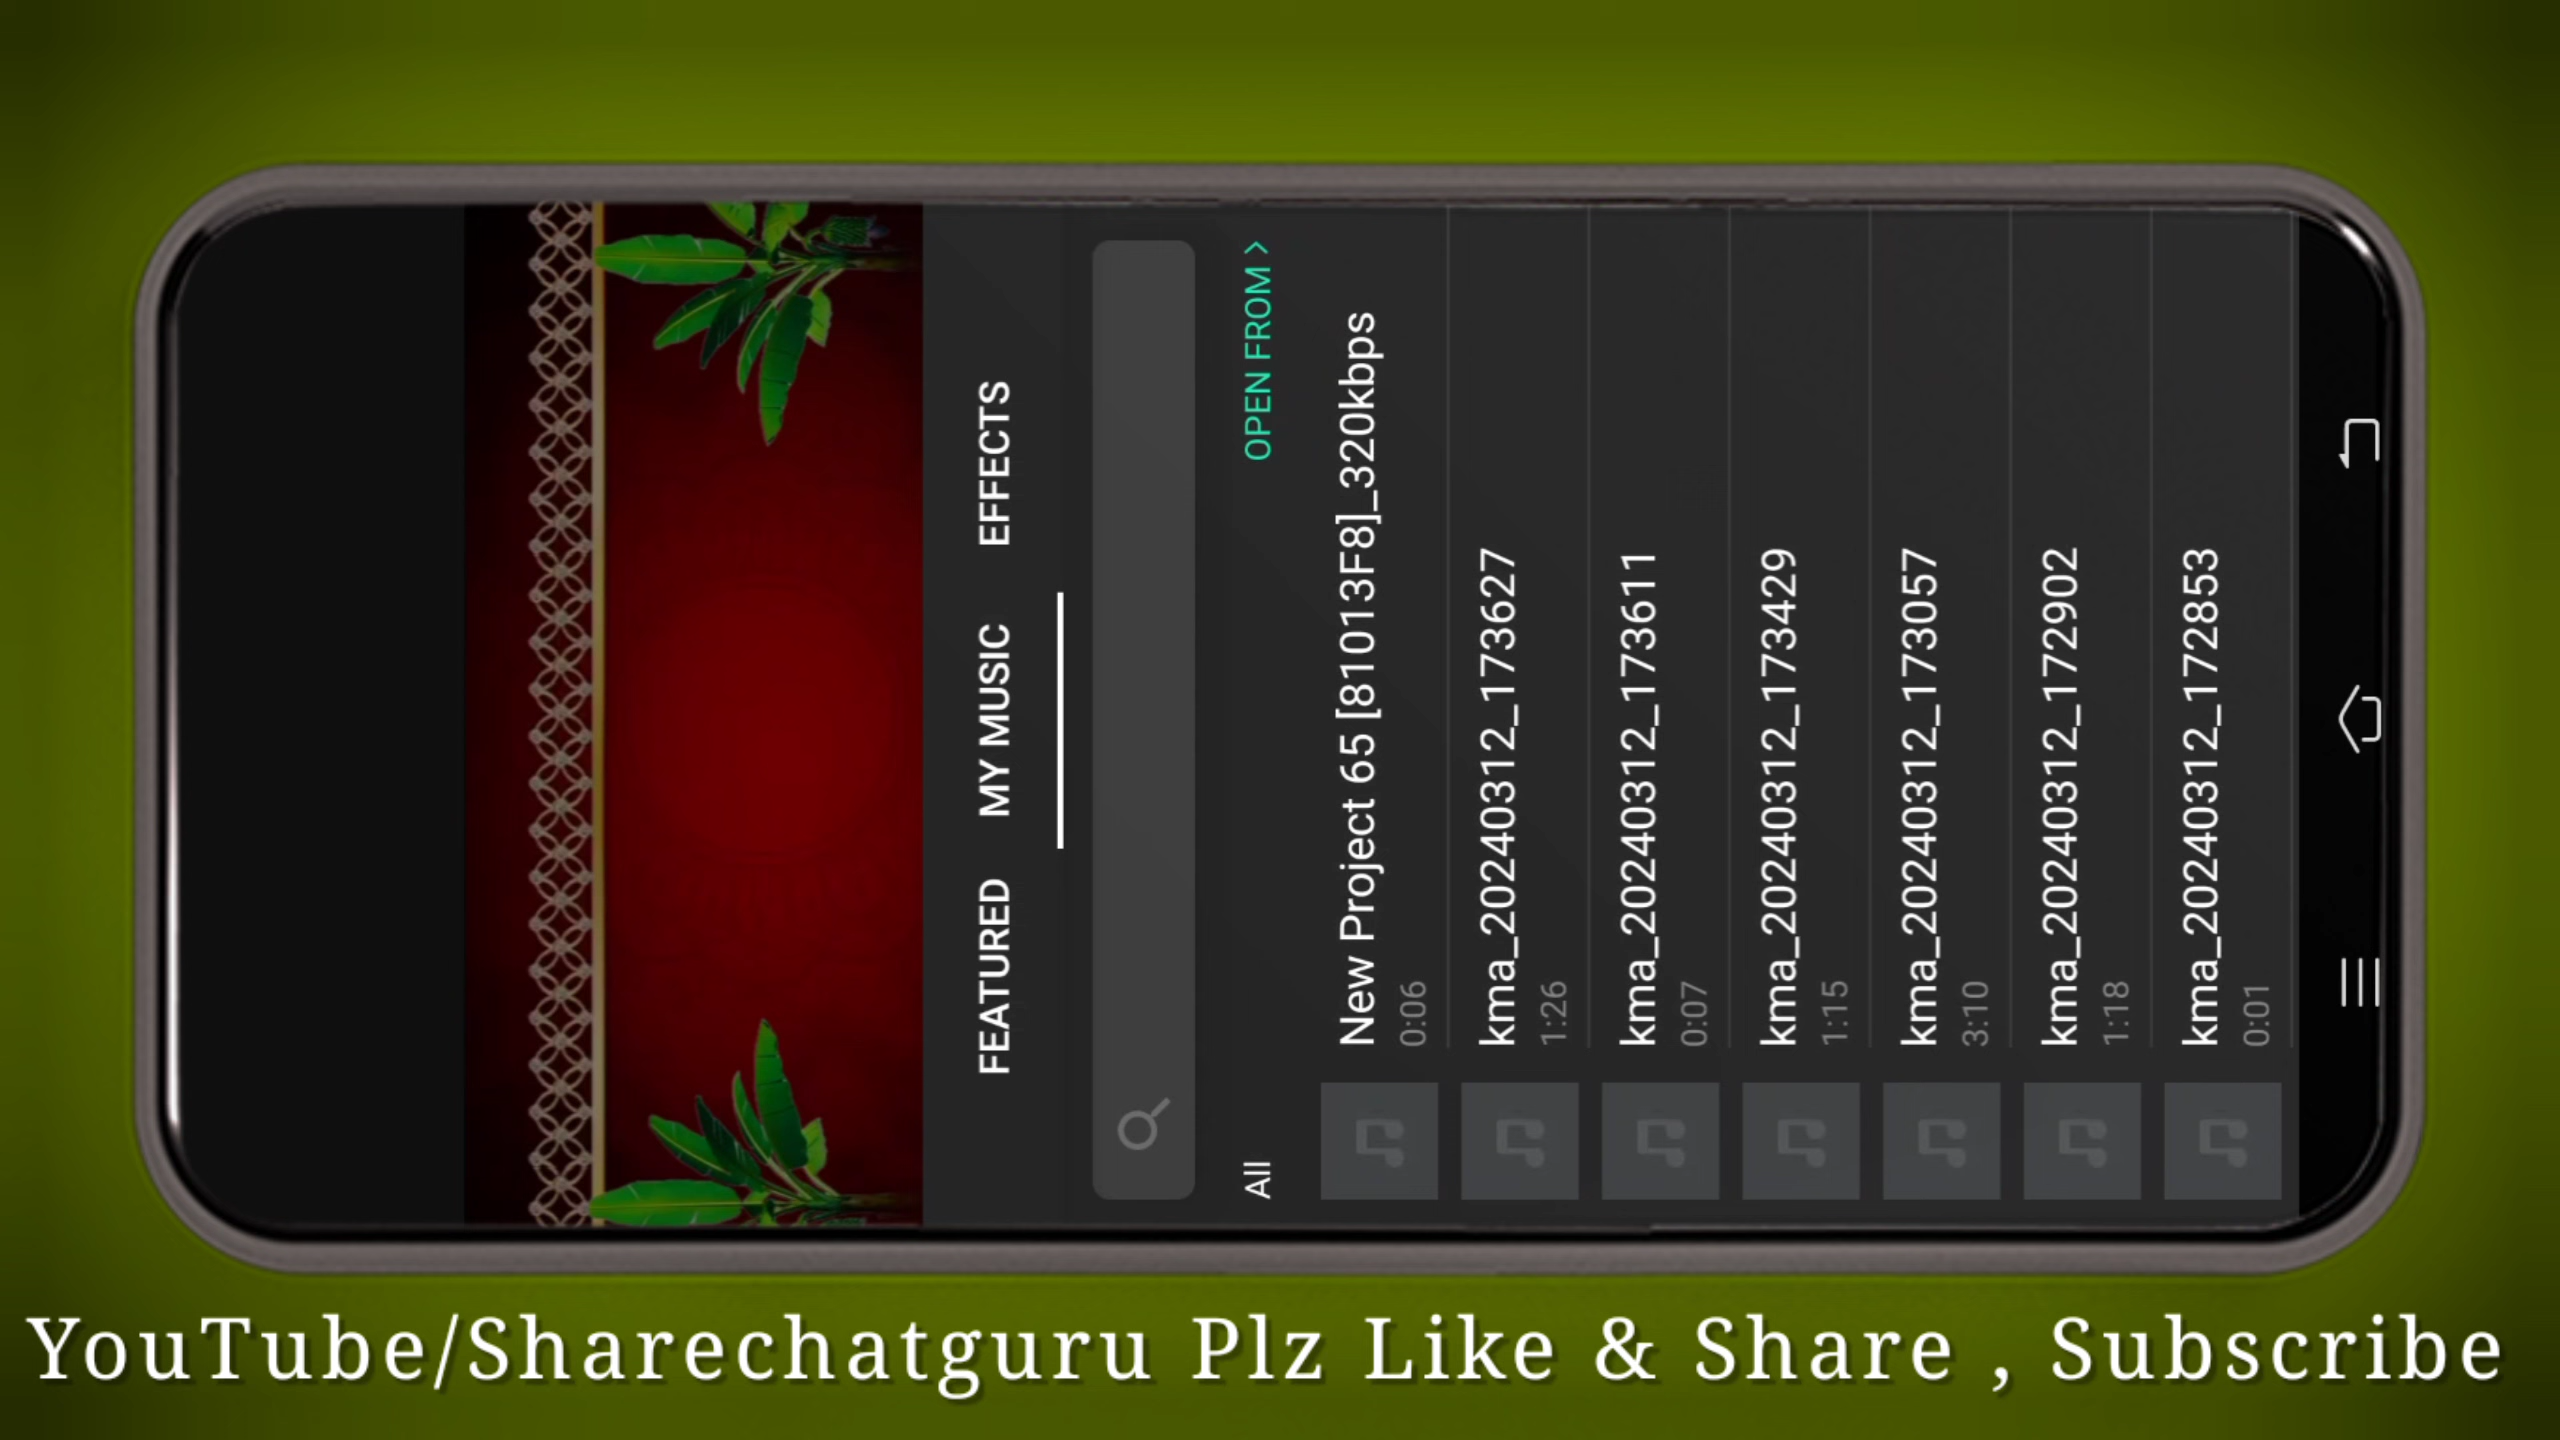 FEATURED MY MUSIC EFFECTS
All OPEN FROM >
New Project 65 [81013F8]_320kbps
0:06
kma_20240312_173627
1:26
kma_20240312_173611
0:07
kma_20240312_173429
1:15
kma_20240312_173057
3:10
kma_20240312_172902
1:18
kma_20240312_172853
0:01
YouTube/Sharechatguru Plz Like & Share , Subscribe